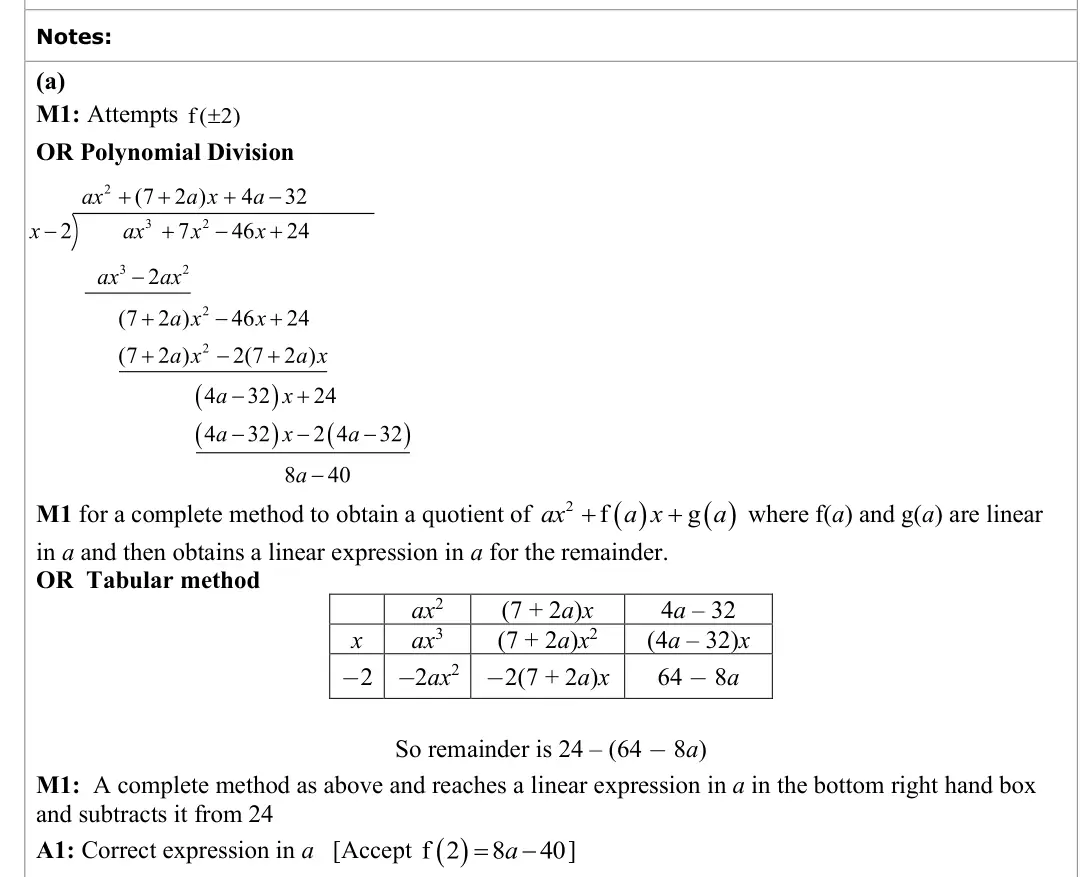 Notes:
(a)
M1: Attempts f(±2)
OR Polynomial Division
ax² + (7 + 2a)x + 4a − 32
x − 2) ax³ + 7x² − 46x + 24
ax³ − 2ax²
(7 + 2a)x² − 46x + 24
(7 + 2a)x² − 2(7 + 2a)x
(4a − 32)x + 24
(4a − 32)x − 2(4a − 32)
8a − 40
M1 for a complete method to obtain a quotient of ax² + f(a)x + g(a) where f(a) and g(a) are linear
in a and then obtains a linear expression in a for the remainder.
OR Tabular method
ax² (7 + 2a)x 4a – 32
x ax³ (7 + 2a)x² (4a – 32)x
−2 −2ax² −2(7 + 2a)x 64 − 8a
So remainder is 24 – (64 − 8a)
M1: A complete method as above and reaches a linear expression in a in the bottom right hand box
and subtracts it from 24
A1: Correct expression in a [Accept f(2) = 8a − 40]